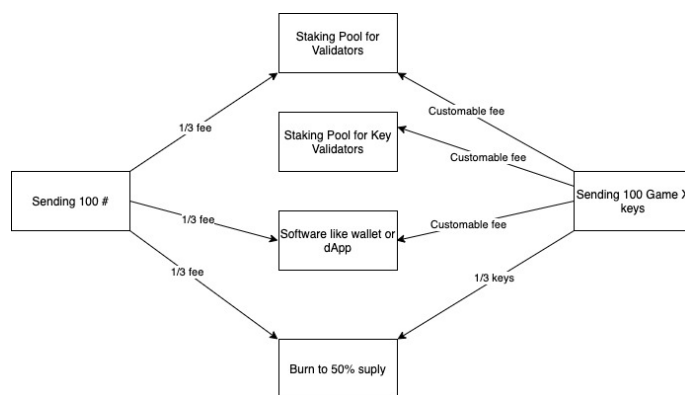 Staking Pool for
Validators
1/3 fee
Customable fee
Staking Pool for Key
Validators
Customable fee
Sending 100 #
Sending 100 Game X
keys
1/3 fee
Software like wallet or
dApp
Customable fee
1/3 fee
1/3 keys
Burn to 50% suply